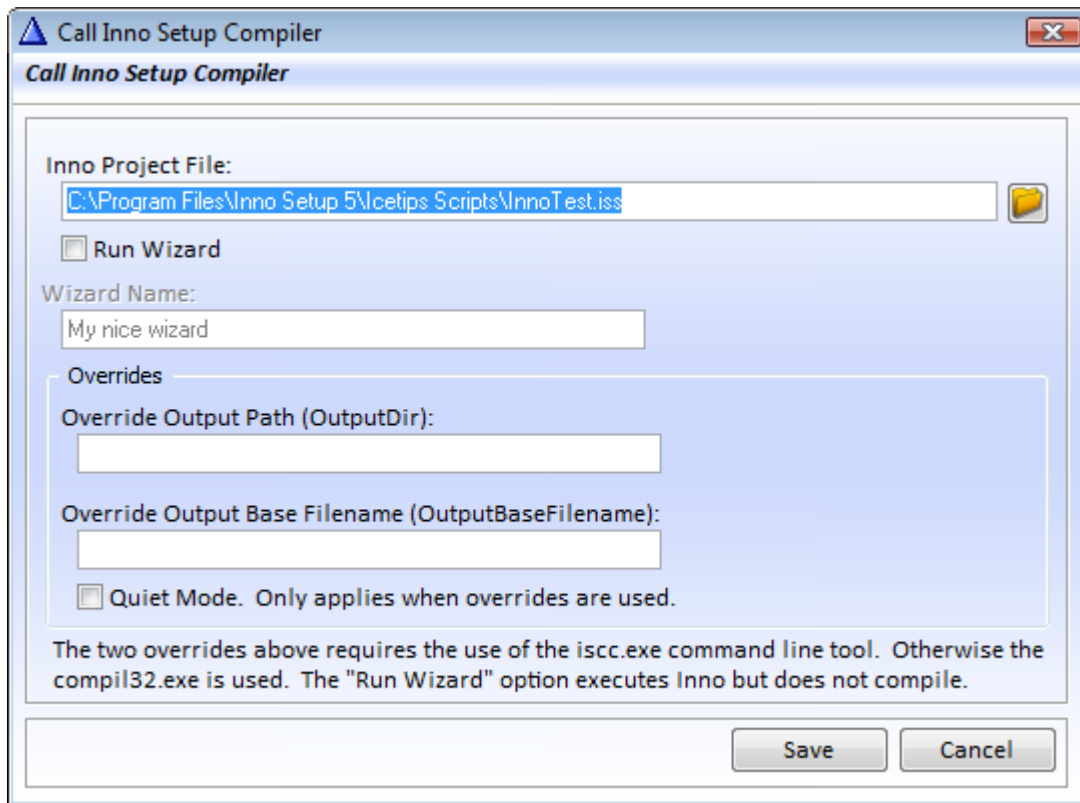 Call Inno Setup Compiler
Call Inno Setup Compiler
Inno Project File:
C:\Program Files\Inno Setup 5\Icetips Scripts\InnoTest.iss
Run Wizard
Wizard Name:
My nice wizard
Overrides
Override Output Path (OutputDir):
Override Output Base Filename (OutputBaseFilename):
Quiet Mode.  Only applies when overrides are used.
The two overrides above requires the use of the iscc.exe command line tool.  Otherwise the
compil32.exe is used.  The "Run Wizard" option executes Inno but does not compile.
Save Cancel